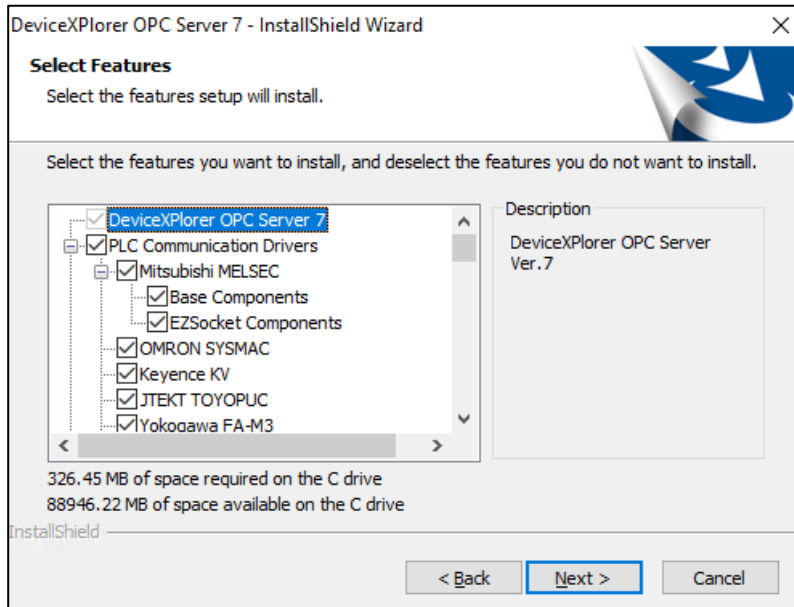 DeviceXPlorer OPC Server 7 - InstallShield Wizard
Select Features
Select the features setup will install.
Select the features you want to install, and deselect the features you do not want to install.
DeviceXPlorer OPC Server 7
PLC Communication Drivers
Mitsubishi MELSEC
Base Components
EZSocket Components
OMRON SYSMAC
Keyence KV
JTEKT TOYOPUC
Yokogawa FA-M3
Description
DeviceXPlorer OPC Server
Ver.7
326.45 MB of space required on the C drive
88946.22 MB of space available on the C drive
InstallShield
< Back
Next >
Cancel